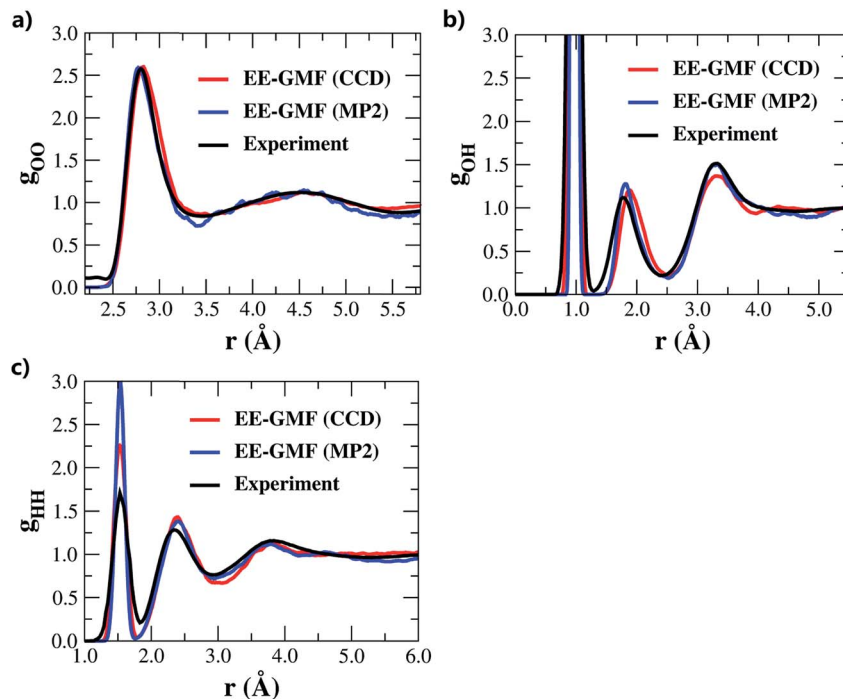 a)
3.0
2.5
2.0
1.5
1.0
0.5
0.0
gOO
EE-GMF (CCD)
EE-GMF (MP2)
Experiment
2.5 3.0 3.5 4.0 4.5 5.0 5.5
r (Å)
b)
3.0
2.5
2.0
1.5
1.0
0.5
0.0
gOH
EE-GMF (CCD)
EE-GMF (MP2)
Experiment
0.0 1.0 2.0 3.0 4.0 5.0
r (Å)
c)
3.0
2.5
2.0
1.5
1.0
0.5
0.0
gHH
EE-GMF (CCD)
EE-GMF (MP2)
Experiment
1.0 2.0 3.0 4.0 5.0 6.0
r (Å)